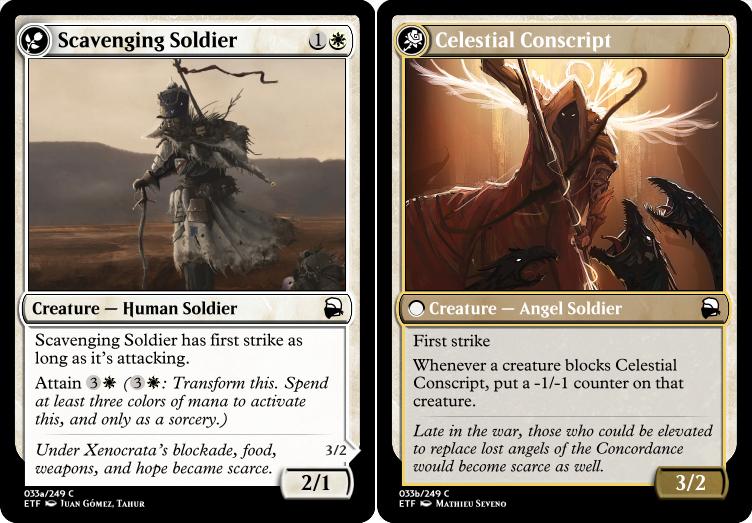 Scavenging Soldier 1
Scavenging Soldier has first strike as
long as it's attacking.
Attain 3 (3: Transform this. Spend
at least three colors of mana to activate
this, and only as a sorcery.)
Under Xenocrata's blockade, food,
weapons, and hope became scarce.
3/2
Creature — Human Soldier
2/1
033a/249 C
ETF Juan Gómez, Tahur
Celestial Conscript
Creature — Angel Soldier
First strike
Whenever a creature blocks Celestial
Conscript, put a -1/-1 counter on that
creature.
Late in the war, those who could be elevated
to replace lost angels of the Concordance
would become scarce as well.
3/2
033b/249 C
ETF Mathieu Seveno